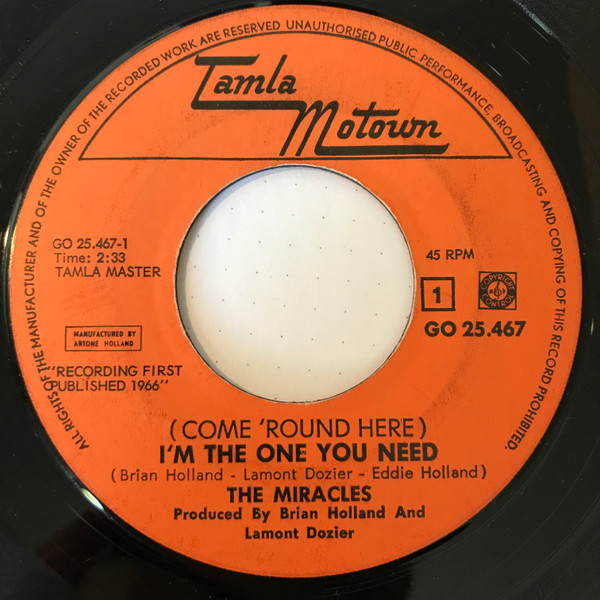 ALL RIGHTS OF THE MANUFACTURER AND OF THE OWNER OF THE RECORDED WORK ARE RESERVED UNAUTHORISED PUBLIC PERFORMANCE, BROADCASTING AND COPYING OF THIS RECORD PROHIBITED.
Tamla
Motown
GO 25.467-1
Time: 2:33
TAMLA MASTER
45 RPM
1
COPYRIGHT
CONTROL
GO 25.467
MANUFACTURED BY
ARTONE HOLLAND
"RECORDING FIRST
PUBLISHED 1966"
(COME 'ROUND HERE)
I'M THE ONE YOU NEED
(Brian Holland - Lamont Dozier - Eddie Holland)
THE MIRACLES
Produced By Brian Holland And
Lamont Dozier